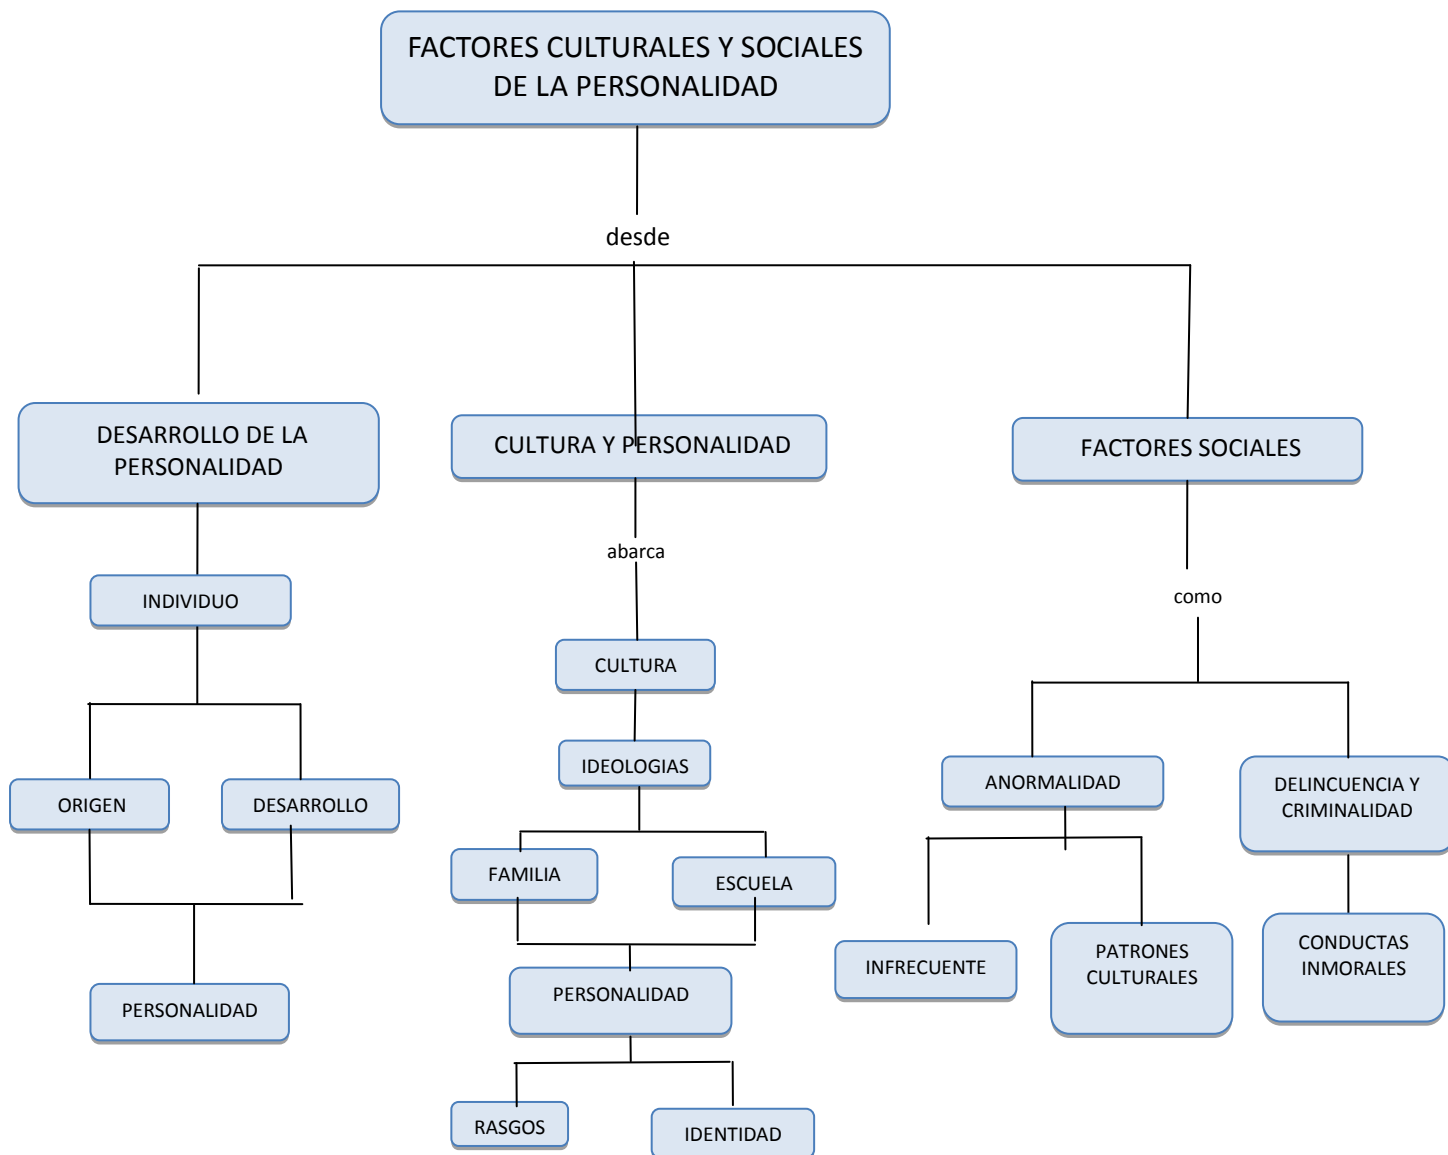 FACTORES CULTURALES Y SOCIALES
DE LA PERSONALIDAD
desde
DESARROLLO DE LA
PERSONALIDAD
CULTURA Y PERSONALIDAD
FACTORES SOCIALES
abarca
como
INDIVIDUO
CULTURA
IDEOLOGIAS
ORIGEN
DESARROLLO
ANORMALIDAD
DELINCUENCIA Y
CRIMINALIDAD
FAMILIA
ESCUELA
INFRECUENTE
PATRONES
CULTURALES
CONDUCTAS
INMORALES
PERSONALIDAD
PERSONALIDAD
RASGOS
IDENTIDAD